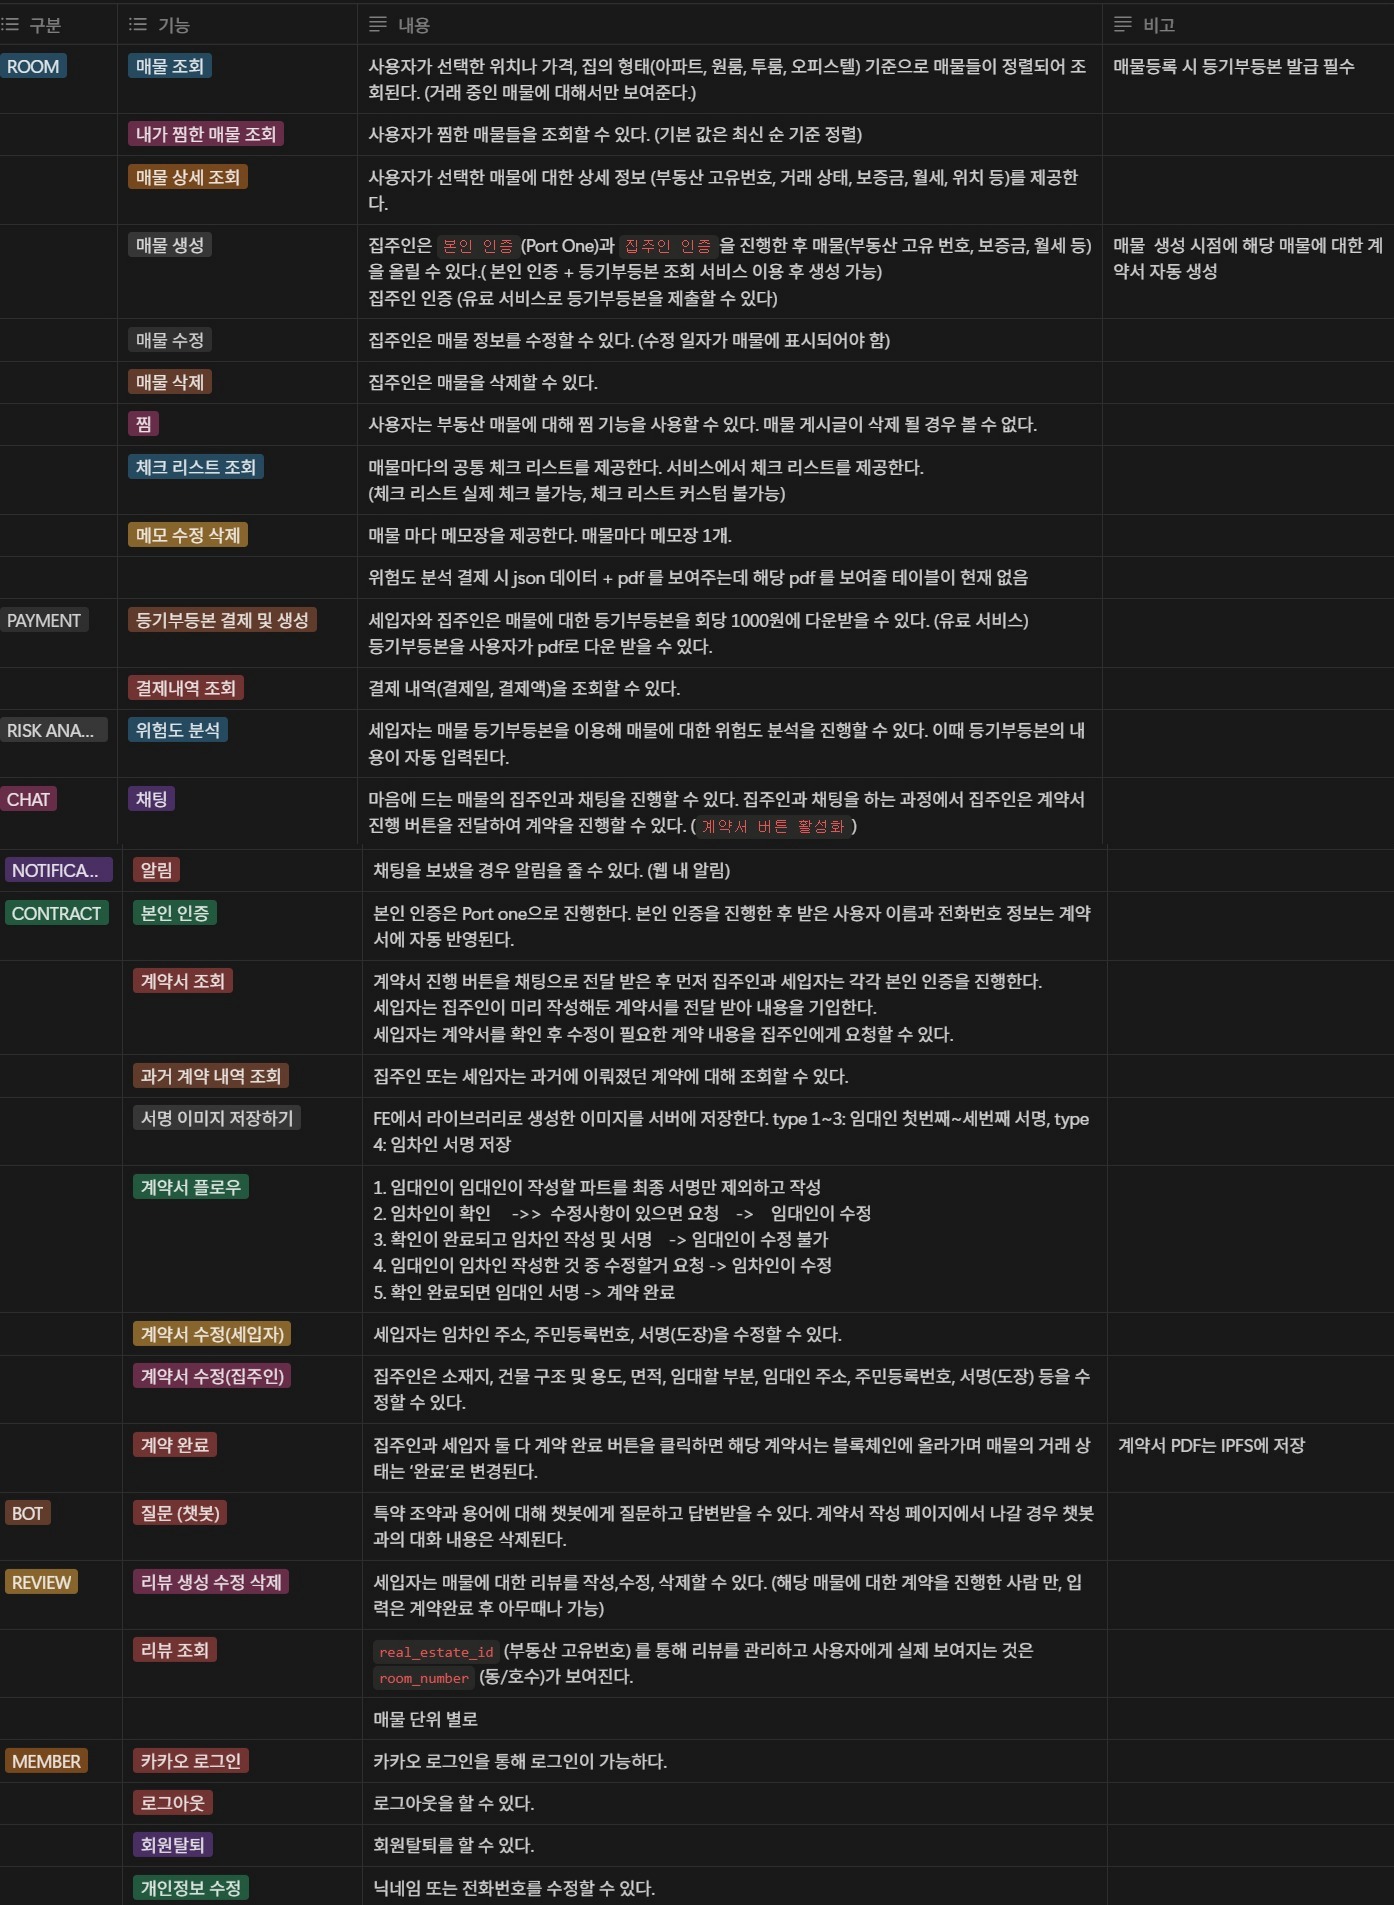 구분 기능 내용 비고
ROOM 매물 조회 사용자가 선택한 위치나 가격, 집의 형태(아파트, 원룸, 투룸, 오피스텔) 기준으로 매물들이 정렬되어 조 매물등록 시 등기부등본 발급 필수
회된다. (거래 중인 매물에 대해서만 보여준다.)
내가 찜한 매물 조회 사용자가 찜한 매물들을 조회할 수 있다. (기본 값은 최신 순 기준 정렬)
매물 상세 조회 사용자가 선택한 매물에 대한 상세 정보 (부동산 고유번호, 거래 상태, 보증금, 월세, 위치 등)를 제공한
다.
매물 생성 집주인은 본인 인증 (Port One)과 집주인 인증 을 진행한 후 매물(부동산 고유 번호, 보증금, 월세 등) 매물 생성 시점에 해당 매물에 대한 계
을 올릴 수 있다.( 본인 인증 + 등기부등본 조회 서비스 이용 후 생성 가능) 약서 자동 생성
집주인 인증 (유료 서비스로 등기부등본을 제출할 수 있다)
매물 수정 집주인은 매물 정보를 수정할 수 있다. (수정 일자가 매물에 표시되어야 함)
매물 삭제 집주인은 매물을 삭제할 수 있다.
찜 사용자는 부동산 매물에 대해 찜 기능을 사용할 수 있다. 매물 게시글이 삭제 될 경우 볼 수 없다.
체크 리스트 조회 매물마다의 공통 체크 리스트를 제공한다. 서비스에서 체크 리스트를 제공한다.
(체크 리스트 실제 체크 불가능, 체크 리스트 커스텀 불가능)
메모 수정 삭제 매물 마다 메모장을 제공한다. 매물마다 메모장 1개.
위험도 분석 결제 시 json 데이터 + pdf 를 보여주는데 해당 pdf 를 보여줄 테이블이 현재 없음
PAYMENT 등기부등본 결제 및 생성 세입자와 집주인은 매물에 대한 등기부등본을 회당 1000원에 다운받을 수 있다. (유료 서비스)
등기부등본을 사용자가 pdf로 다운 받을 수 있다.
결제내역 조회 결제 내역(결제일, 결제액)을 조회할 수 있다.
RISK ANA... 위험도 분석 세입자는 매물 등기부등본을 이용해 매물에 대한 위험도 분석을 진행할 수 있다. 이때 등기부등본의 내
용이 자동 입력된다.
CHAT 채팅 마음에 드는 매물의 집주인과 채팅을 진행할 수 있다. 집주인과 채팅을 하는 과정에서 집주인은 계약서
진행 버튼을 전달하여 계약을 진행할 수 있다. ( 계약서 버튼 활성화 )
NOTIFICA... 알림 채팅을 보냈을 경우 알림을 줄 수 있다. (웹 내 알림)
CONTRACT 본인 인증 본인 인증은 Port one으로 진행한다. 본인 인증을 진행한 후 받은 사용자 이름과 전화번호 정보는 계약
서에 자동 반영된다.
계약서 조회 계약서 진행 버튼을 채팅으로 전달 받은 후 먼저 집주인과 세입자는 각각 본인 인증을 진행한다.
세입자는 집주인이 미리 작성해둔 계약서를 전달 받아 내용을 기입한다.
세입자는 계약서를 확인 후 수정이 필요한 계약 내용을 집주인에게 요청할 수 있다.
과거 계약 내역 조회 집주인 또는 세입자는 과거에 이뤄졌던 계약에 대해 조회할 수 있다.
서명 이미지 저장하기 FE에서 라이브러리로 생성한 이미지를 서버에 저장한다. type 1~3: 임대인 첫번째~세번째 서명, type
4: 임차인 서명 저장
계약서 플로우 1. 임대인이 임대인이 작성할 파트를 최종 서명만 제외하고 작성
2. 임차인이 확인 ->> 수정사항이 있으면 요청 -> 임대인이 수정
3. 확인이 완료되고 임차인 작성 및 서명 -> 임대인이 수정 불가
4. 임대인이 임차인 작성한 것 중 수정할거 요청 -> 임차인이 수정
5. 확인 완료되면 임대인 서명 -> 계약 완료
계약서 수정(세입자) 세입자는 임차인 주소, 주민등록번호, 서명(도장)을 수정할 수 있다.
계약서 수정(집주인) 집주인은 소재지, 건물 구조 및 용도, 면적, 임대할 부분, 임대인 주소, 주민등록번호, 서명(도장) 등을 수
정할 수 있다.
계약 완료 집주인과 세입자 둘 다 계약 완료 버튼을 클릭하면 해당 계약서는 블록체인에 올라가며 매물의 거래 상 계약서 PDF는 IPFS에 저장
태는 ‘완료’로 변경된다.
BOT 질문 (챗봇) 특약 조약과 용어에 대해 챗봇에게 질문하고 답변받을 수 있다. 계약서 작성 페이지에서 나갈 경우 챗봇
과의 대화 내용은 삭제된다.
REVIEW 리뷰 생성 수정 삭제 세입자는 매물에 대한 리뷰를 작성,수정, 삭제할 수 있다. (해당 매물에 대한 계약을 진행한 사람 만, 입
력은 계약완료 후 아무때나 가능)
리뷰 조회 real_estate_id (부동산 고유번호) 를 통해 리뷰를 관리하고 사용자에게 실제 보여지는 것은
room_number (동/호수)가 보여진다.
매물 단위 별로
MEMBER 카카오 로그인 카카오 로그인을 통해 로그인이 가능하다.
로그아웃 로그아웃을 할 수 있다.
회원탈퇴 회원탈퇴를 할 수 있다.
개인정보 수정 닉네임 또는 전화번호를 수정할 수 있다.